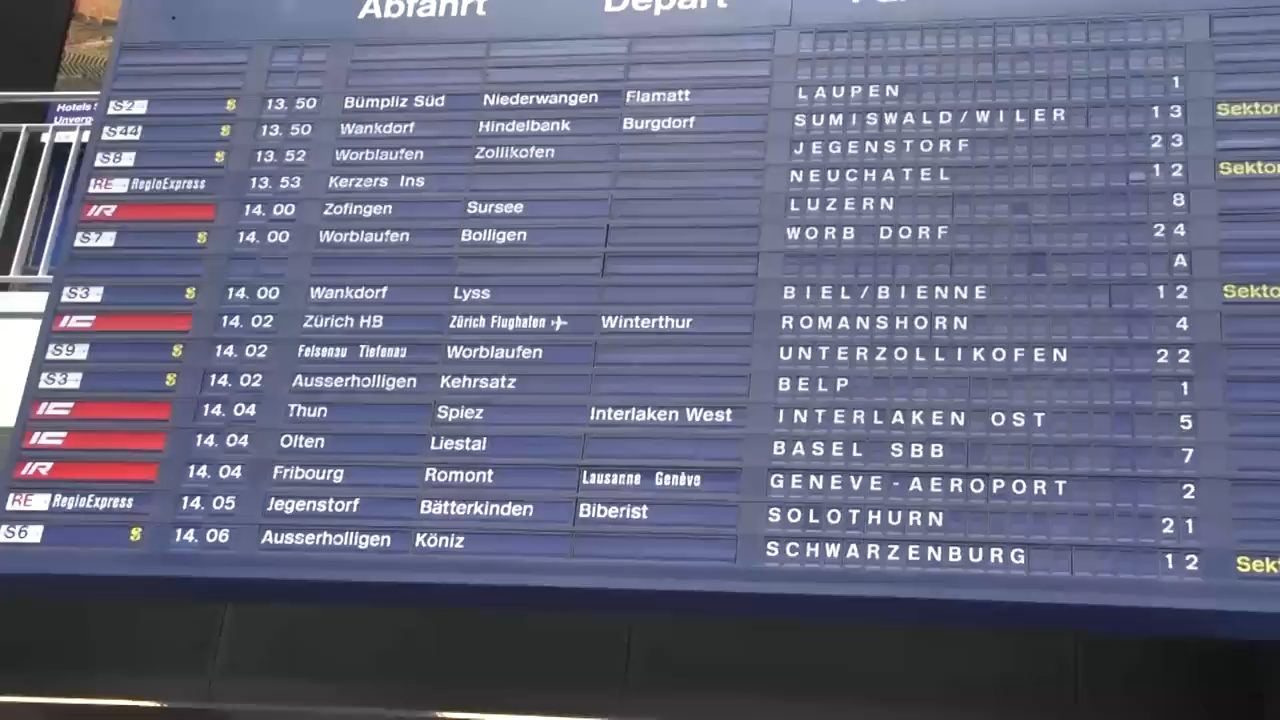 Abfahrt Départ
Hotels
S2 S 13.50 Bümpliz Süd Niederwangen Flamatt LAUPEN 1
S44 S 13.50 Wankdorf Hindelbank Burgdorf SUMISWALD/WILER 13 Sektor
S8 S 13.52 Worblaufen Zollikofen JEGENSTORF 23
RE RegioExpress 13.53 Kerzers Ins NEUCHATEL 12 Sektor
IR 14.00 Zofingen Sursee LUZERN 8
S7 S 14.00 Worblaufen Bolligen WORB DORF 24
A
S3 S 14.00 Wankdorf Lyss BIEL/BIENNE 12 Sekto
IC 14.02 Zürich HB Zürich Flughafen Winterthur ROMANSHORN 4
S9 S 14.02 Felsenau Tiefenau Worblaufen UNTERZOLLIKOFEN 22
S3 S 14.02 Ausserholligen Kehrsatz BELP 1
IC 14.04 Thun Spiez Interlaken West INTERLAKEN OST 5
IC 14.04 Olten Liestal BASEL SBB 7
IR 14.04 Fribourg Romont Lausanne Genève GENEVE-AEROPORT 2
RE RegioExpress 14.05 Jegenstorf Bätterkinden Biberist SOLOTHURN 21
S6 S 14.06 Ausserholligen Köniz SCHWARZENBURG 12 Sek